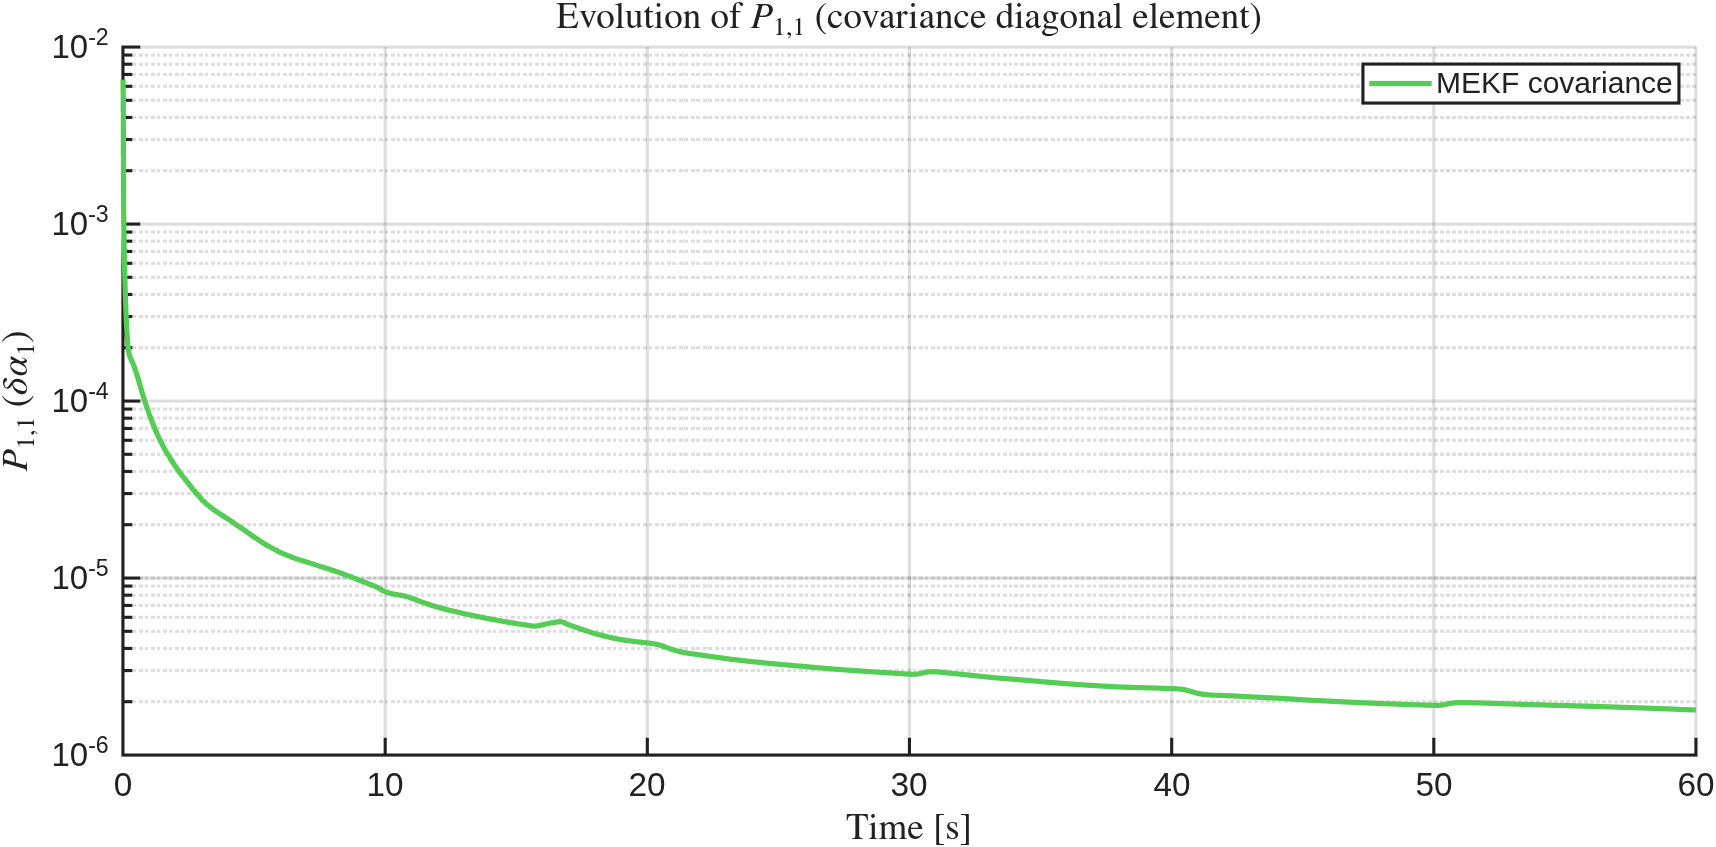 Evolution of P₁,₁ (covariance diagonal element)
MEKF covariance
P₁,₁ (δα₁)
10⁻²
10⁻³
10⁻⁴
10⁻⁵
10⁻⁶
0 10 20 30 40 50 60
Time [s]